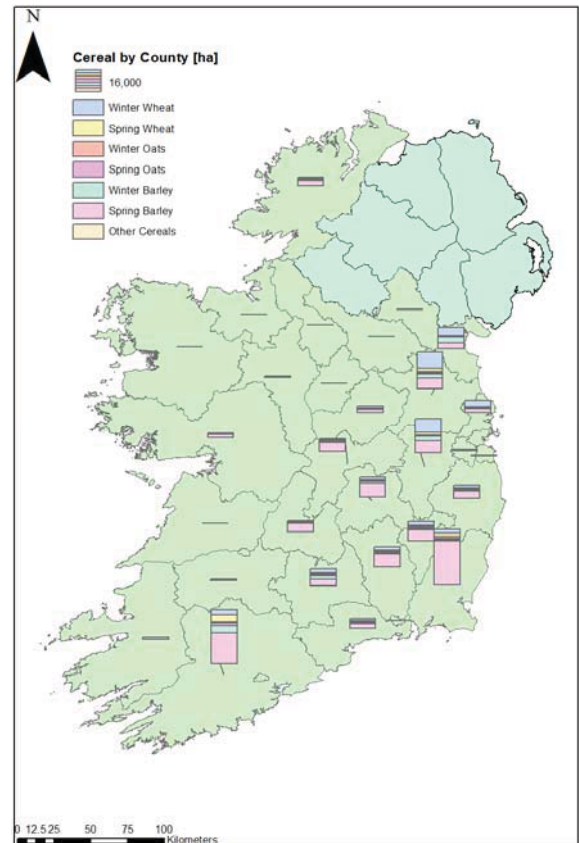 N
Cereal by County [ha]
16,000
Winter Wheat
Spring Wheat
Winter Oats
Spring Oats
Winter Barley
Spring Barley
Other Cereals
0 12.5 25 50 75 100
Kilometers